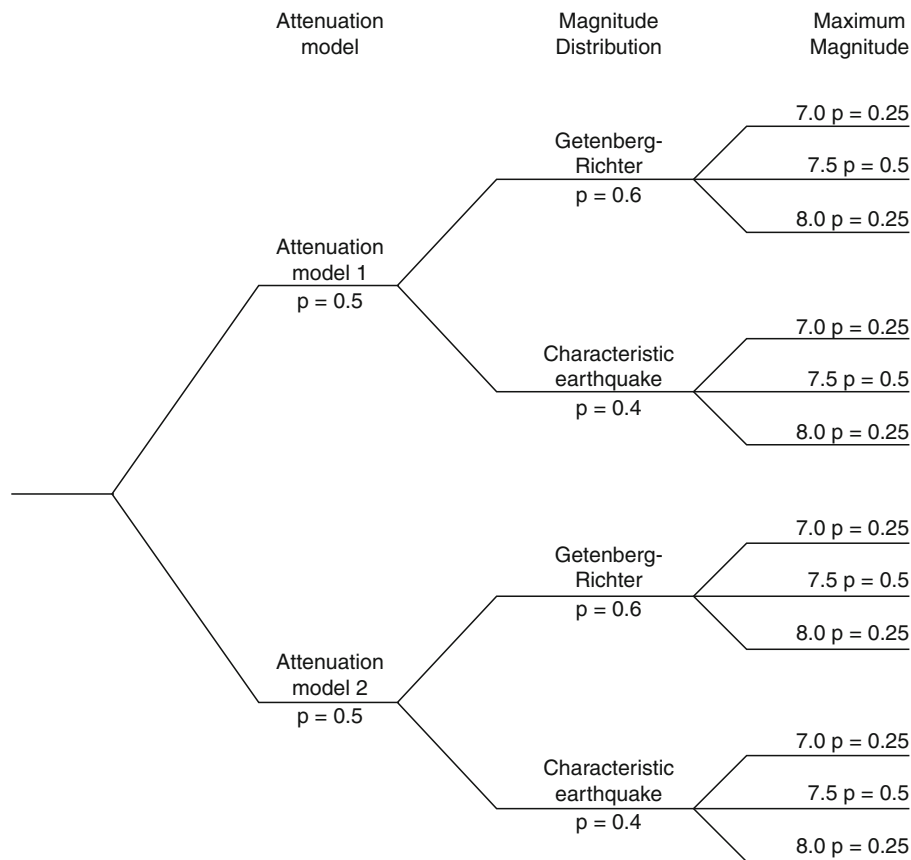 Attenuation
model
Magnitude
Distribution
Maximum
Magnitude
7.0 p = 0.25
Getenberg-
Richter
p = 0.6
7.5 p = 0.5
8.0 p = 0.25
Attenuation
model 1
p = 0.5
7.0 p = 0.25
Characteristic
earthquake
p = 0.4
7.5 p = 0.5
8.0 p = 0.25
7.0 p = 0.25
Getenberg-
Richter
p = 0.6
7.5 p = 0.5
8.0 p = 0.25
Attenuation
model 2
p = 0.5
7.0 p = 0.25
Characteristic
earthquake
p = 0.4
7.5 p = 0.5
8.0 p = 0.25